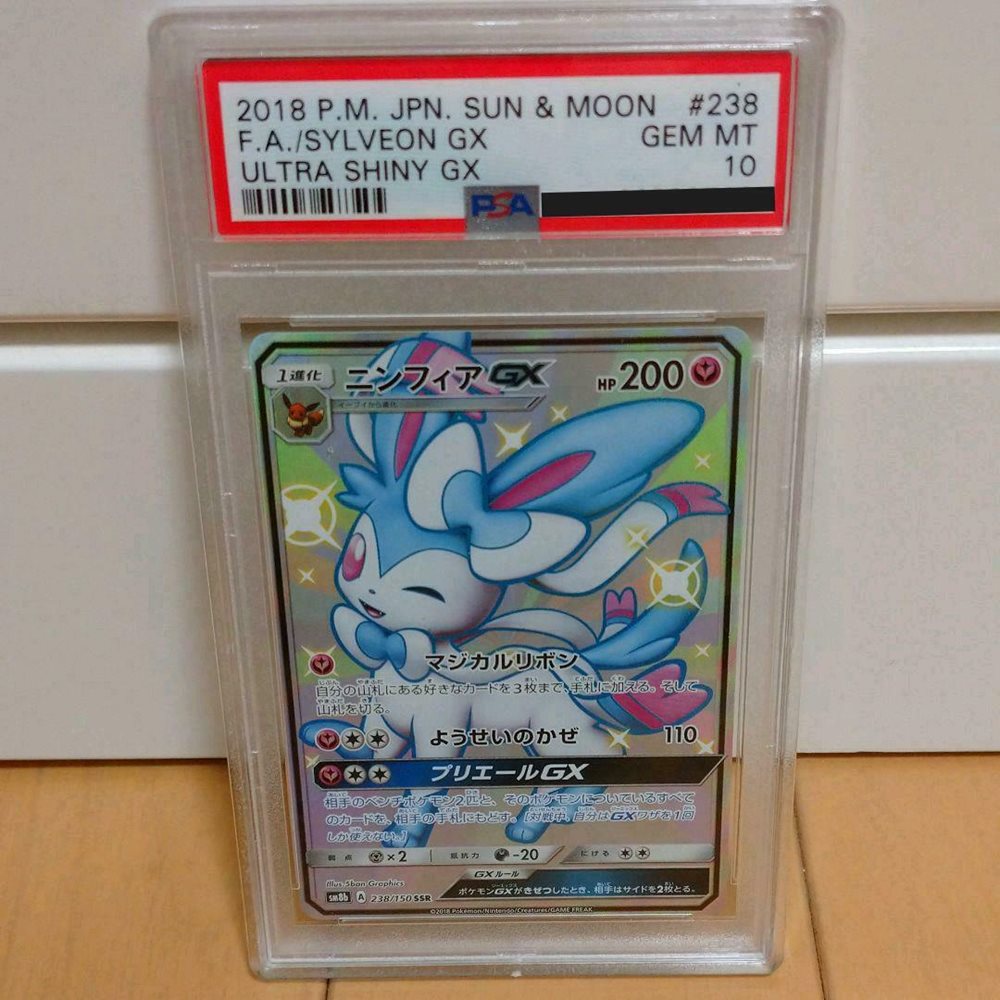 2018 P.M. JPN. SUN & MOON #238
F.A./SYLVEON GX GEM MT
ULTRA SHINY GX 10
PSA
1進化 ニンフィアGX HP 200
イーブイから進化
マジカルリボン
自分の山札にある好きなカードを3枚まで、手札に加える。そして
山札を切る。
ようせいのかぜ 110
プリエールGX
相手のベンチポケモン2匹と、そのポケモンについているすべて
のカードを、相手の手札にもどす。[対戦中、自分はGXワザを1回
しか使えない。]
弱点 ×2 抵抗力 -20 にげる
GXルール
ポケモンGXがきぜつしたとき、相手はサイドを2枚とる。
Illus. 5ban Graphics
sm8b A 238/150 SSR
©2018 Pokémon/Nintendo/Creatures/GAME FREAK